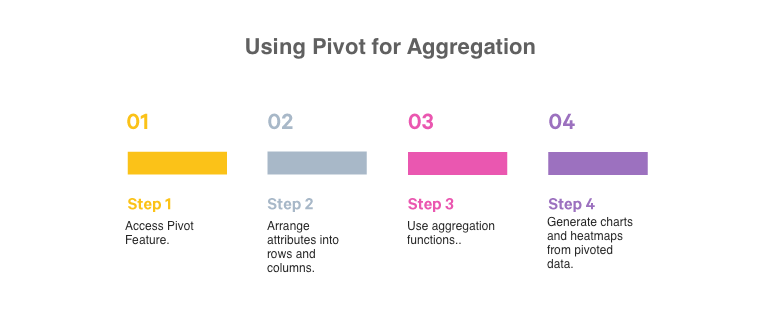 Using Pivot for Aggregation
01
02
03
04
Step 1
Access Pivot
Feature.
Step 2
Arrange
attributes into
rows and
columns.
Step 3
Use aggregation
functions..
Step 4
Generate charts
and heatmaps
from pivoted
data.